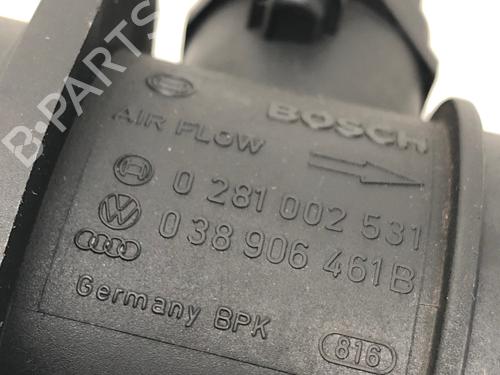 B-PARTS
BOSCH
AIR FLOW
0 281 002 531
038 906 461B
Germany BPK
816